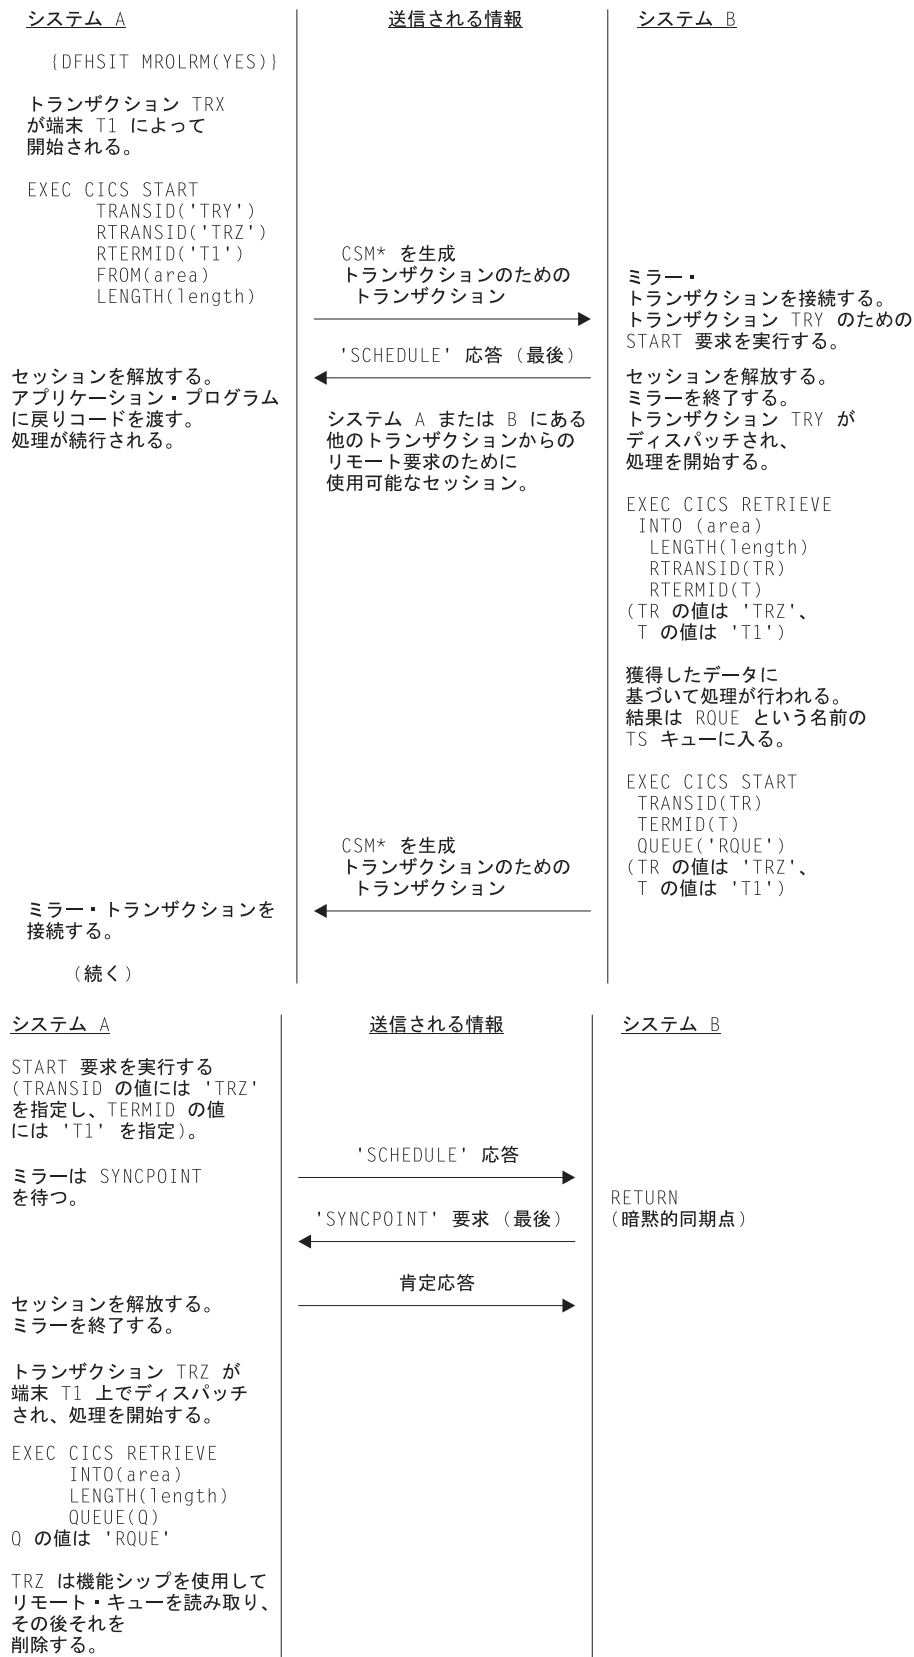 システム A
送信される情報
システム B
{DFHSIT MROLRM(YES)}
トランザクション TRX
が端末 T1 によって
開始される。
EXEC CICS START
TRANSID('TRY')
RTRANSID('TRZ')
RTERMID('T1')
FROM(area)
LENGTH(length)
CSM* を生成
トランザクションのための
トランザクション
ミラー・
トランザクションを接続する。
トランザクション TRY のための
START 要求を実行する。
'SCHEDULE' 応答 (最後)
セッションを解放する。
アプリケーション・プログラム
に戻りコードを渡す。
処理が続行される。
システム A または B にある
他のトランザクションからの
リモート要求のために
使用可能なセッション。
セッションを解放する。
ミラーを終了する。
トランザクション TRY が
ディスパッチされ、
処理を開始する。
EXEC CICS RETRIEVE
INTO (area)
LENGTH(length)
RTRANSID(TR)
RTERMID(T)
(TR の値は 'TRZ'、
T の値は 'T1')
獲得したデータに
基づいて処理が行われる。
結果は RQUE という名前の
TS キューに入る。
EXEC CICS START
TRANSID(TR)
TERMID(T)
QUEUE('RQUE')
(TR の値は 'TRZ'、
T の値は 'T1')
CSM* を生成
トランザクションのための
トランザクション
ミラー・トランザクションを
接続する。
(続く)
システム A
送信される情報
システム B
START 要求を実行する
(TRANSID の値には 'TRZ'
を指定し、TERMID の値
には 'T1' を指定)。
'SCHEDULE' 応答
ミラーは SYNCPOINT
を待つ。
RETURN
(暗黙的同期点)
'SYNCPOINT' 要求 (最後)
肯定応答
セッションを解放する。
ミラーを終了する。
トランザクション TRZ が
端末 T1 上でディスパッチ
され、処理を開始する。
EXEC CICS RETRIEVE
INTO(area)
LENGTH(length)
QUEUE(Q)
Q の値は 'RQUE'
TRZ は機能シップを使用して
リモート・キューを読み取り、
その後それを
削除する。